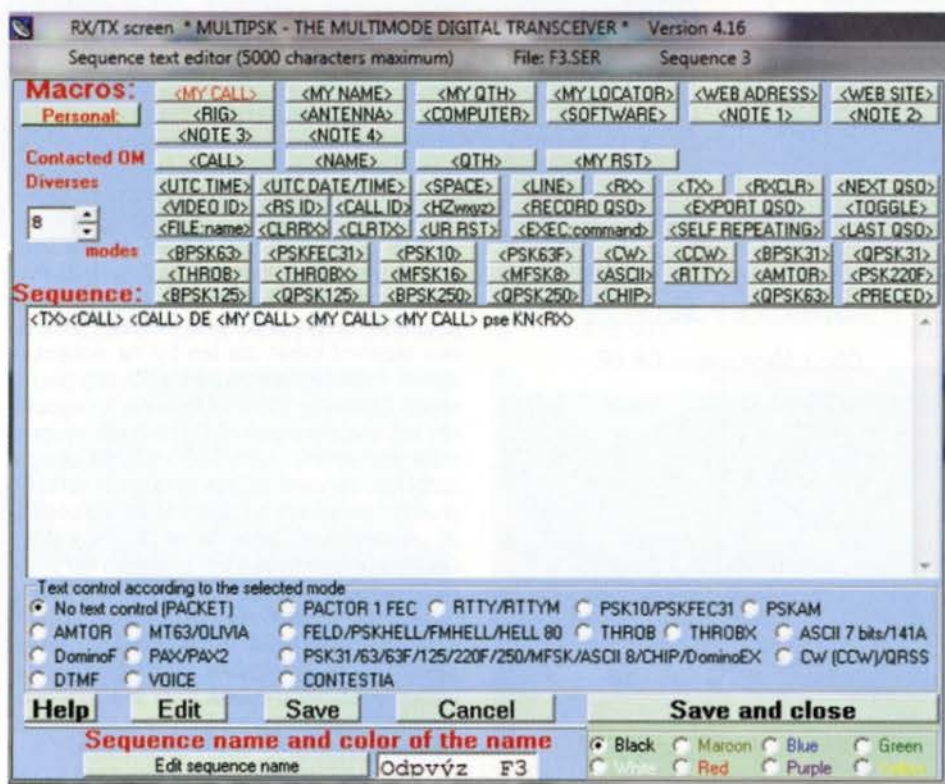 RX/TX screen * MULTIPSK - THE MULTIMODE DIGITAL TRANSCEIVER * Version 4.16
Sequence text editor (5000 characters maximum) File: F3.SER Sequence 3
Macros: <MY CALL> <MY NAME> <MY QTH> <MY LOCATOR> <WEB ADRESS> <WEB SITE>
Personal: <RIG> <ANTENNA> <COMPUTER> <SOFTWARE> <NOTE 1> <NOTE 2>
<NOTE 3> <NOTE 4>
Contacted OM <CALL> <NAME> <QTH> <MY RST>
Diverses <UTC TIME> <UTC DATE/TIME> <SPACE> <LINE> <RX> <TX> <RXCLR> <NEXT QSO>
8 <VIDEO ID> <RS ID> <CALL ID> <HZwxyz> <RECORD QSO> <EXPORT QSO> <TOGGLE>
<FILE:name> <CLRRX> <CLRTX> <UR RST> <EXEC:command> <SELF REPEATING> <LAST QSO>
modes <BPSK63> <PSKFEC31> <PSK10> <PSK63F> <CW> <CCW> <BPSK31> <QPSK31>
<THROB> <THROBX> <MFSK16> <MFSK8> <ASCII> <RTTY> <AMTOR> <PSK220F>
Sequence: <BPSK125> <QPSK125> <BPSK250> <QPSK250> <CHIP> <QPSK63> <PRECED>
<TX><CALL> <CALL> DE <MY CALL> <MY CALL> <MY CALL> pse KN<RX>
Text control according to the selected mode
No text control (PACKET) PACTOR 1 FEC RTTY/RTTYM PSK10/PSKFEC31 PSKAM
AMTOR MT63/OLIVIA FELD/PSKHELL/FMHELL/HELL 80 THROB THROBX ASCII 7 bits/141A
DominoF PAX/PAX2 PSK31/63/63F/125/220F/250/MFSK/ASCII 8/CHIP/DominoEX CW (CCW)/QRSS
DTMF VOICE CONTESTIA
Help Edit Save Cancel Save and close
Sequence name and color of the name Black Maroon Blue Green
Edit sequence name Odpvýz F3 White Red Purple Yellow